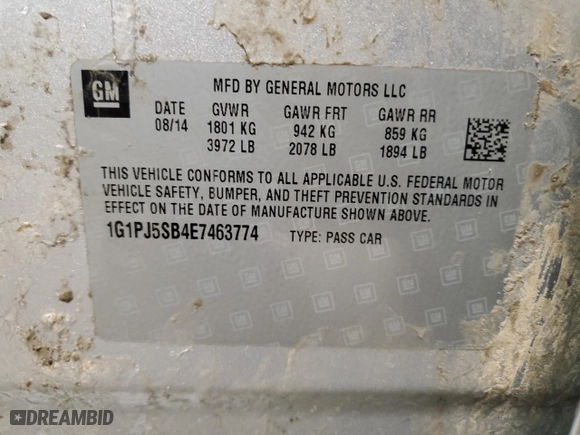 GM
MFD BY GENERAL MOTORS LLC
DATE GVWR GAWR FRT GAWR RR
08/14 1801 KG 942 KG 859 KG
3972 LB 2078 LB 1894 LB
THIS VEHICLE CONFORMS TO ALL APPLICABLE U.S. FEDERAL MOTOR
VEHICLE SAFETY, BUMPER, AND THEFT PREVENTION STANDARDS IN
EFFECT ON THE DATE OF MANUFACTURE SHOWN ABOVE.
1G1PJ5SB4E7463774 TYPE: PASS CAR
DREAMBID